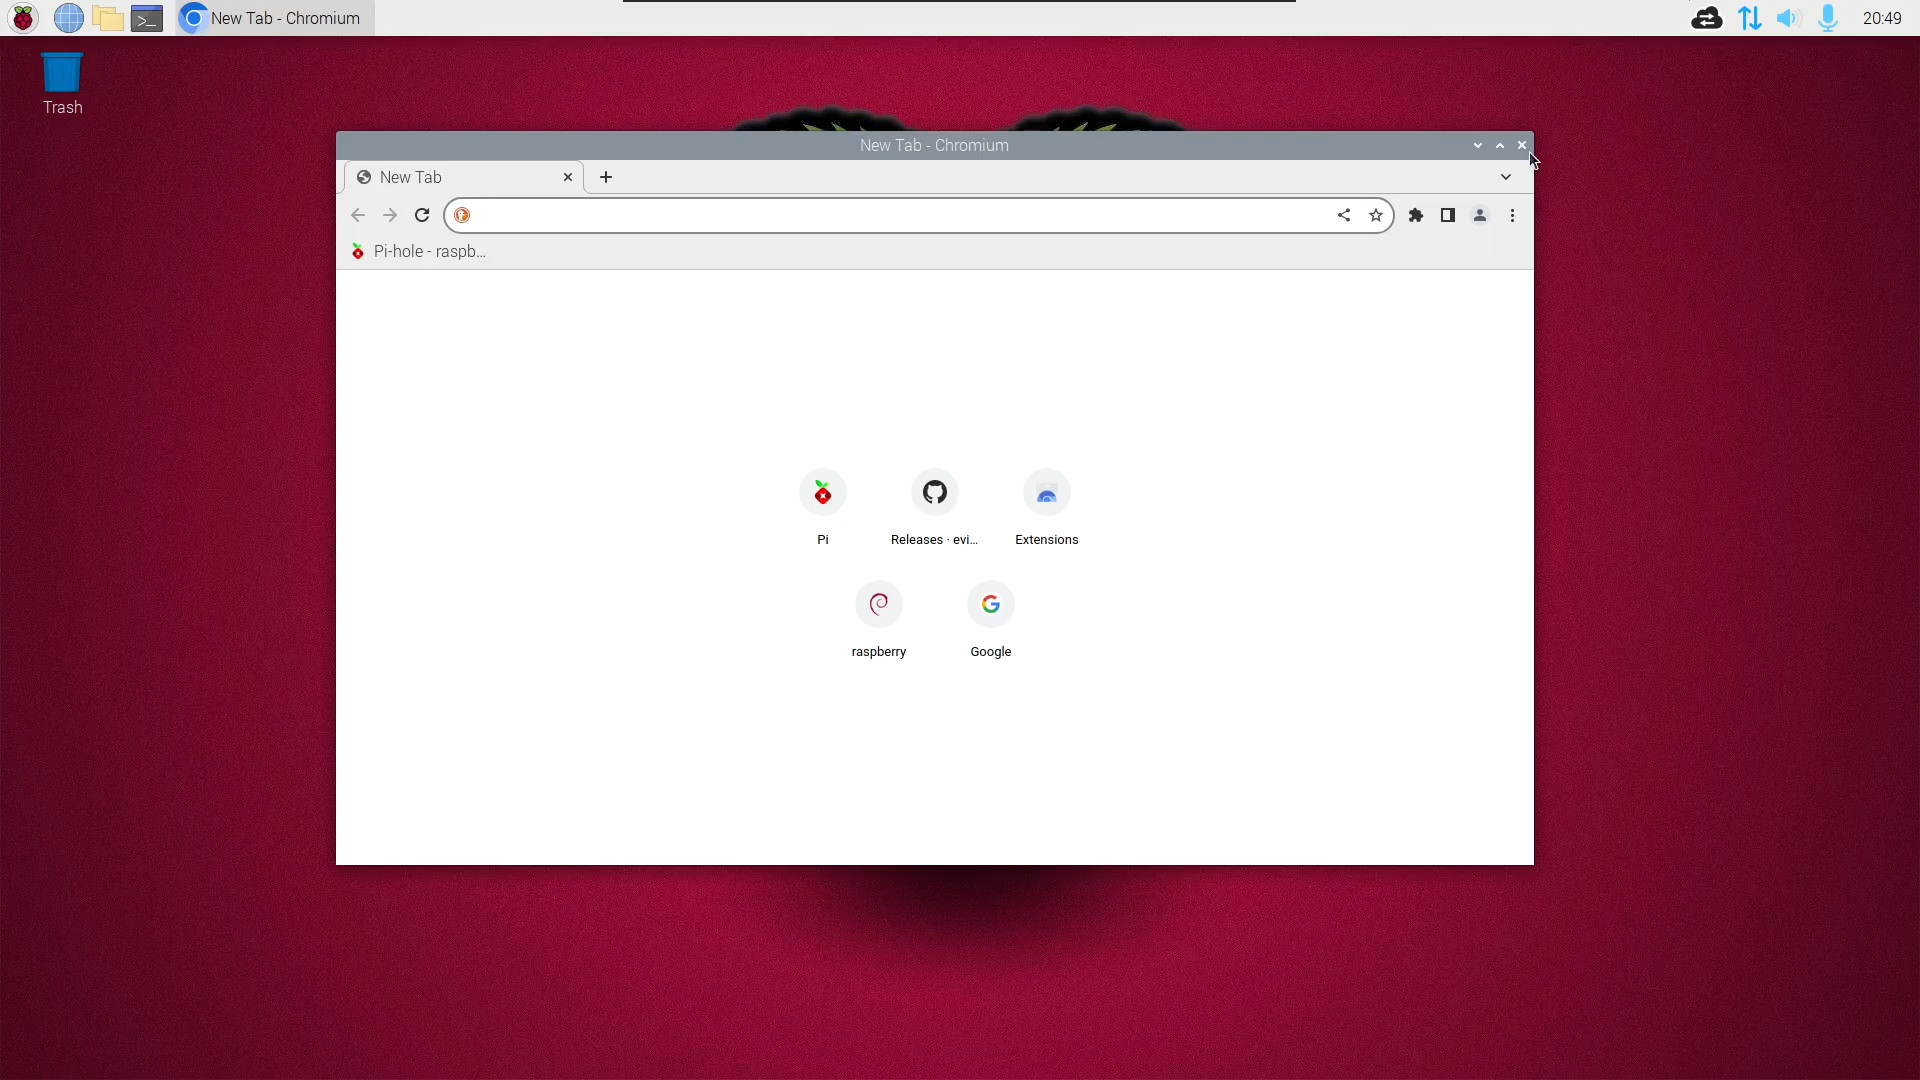 New Tab - Chromium
20:49
Trash
New Tab - Chromium
New Tab
Pi-hole - raspb...
Pi
Releases · evi...
Extensions
raspberry
Google